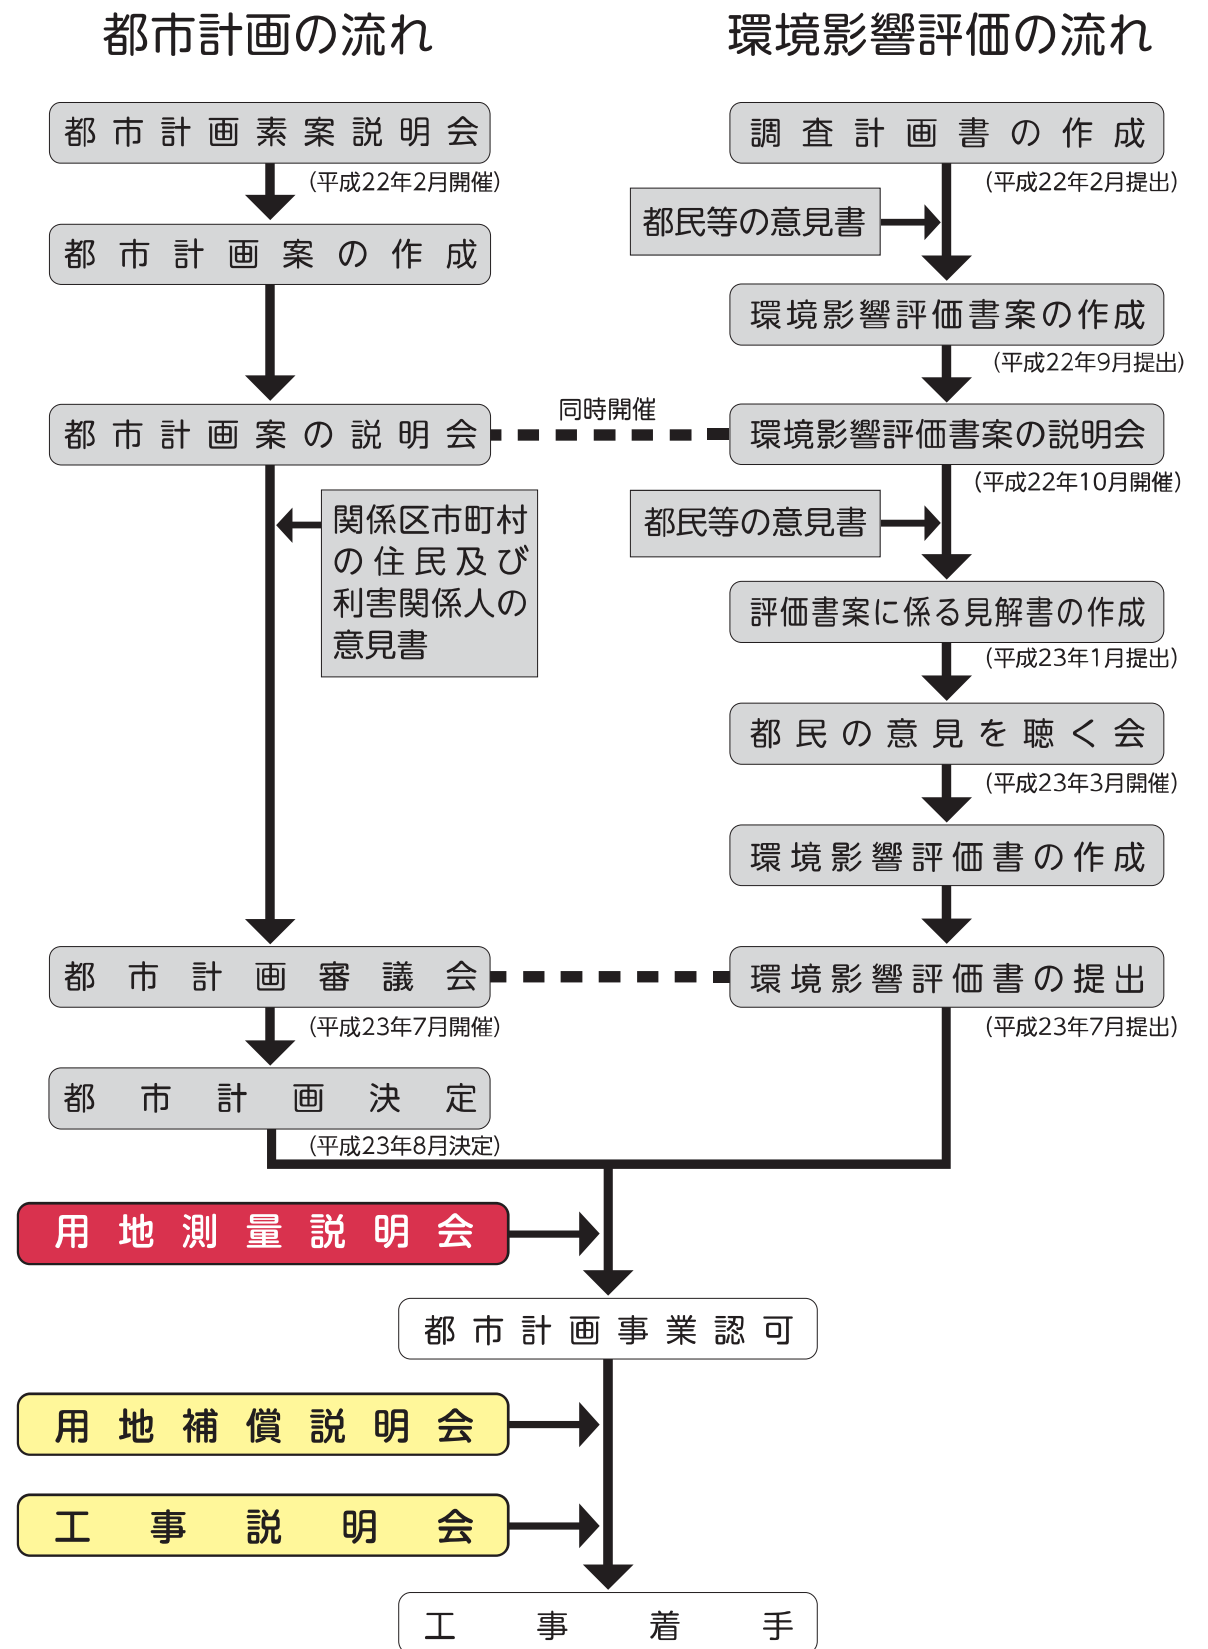 都市計画の流れ
都市計画素案説明会
(平成22年2月開催)
都市計画案の作成
都市計画案の説明会
同時開催
関係区市町村
の住民及び
利害関係人の
意見書
都市計画審議会
(平成23年7月開催)
都市計画決定
(平成23年8月決定)
環境影響評価の流れ
調査計画書の作成
(平成22年2月提出)
都民等の意見書
環境影響評価書案の作成
(平成22年9月提出)
環境影響評価書案の説明会
(平成22年10月開催)
都民等の意見書
評価書案に係る見解書の作成
(平成23年1月提出)
都民の意見を聴く会
(平成23年3月開催)
環境影響評価書の作成
環境影響評価書の提出
(平成23年7月提出)
用地測量説明会
都市計画事業認可
用地補償説明会
工事説明会
工事着手